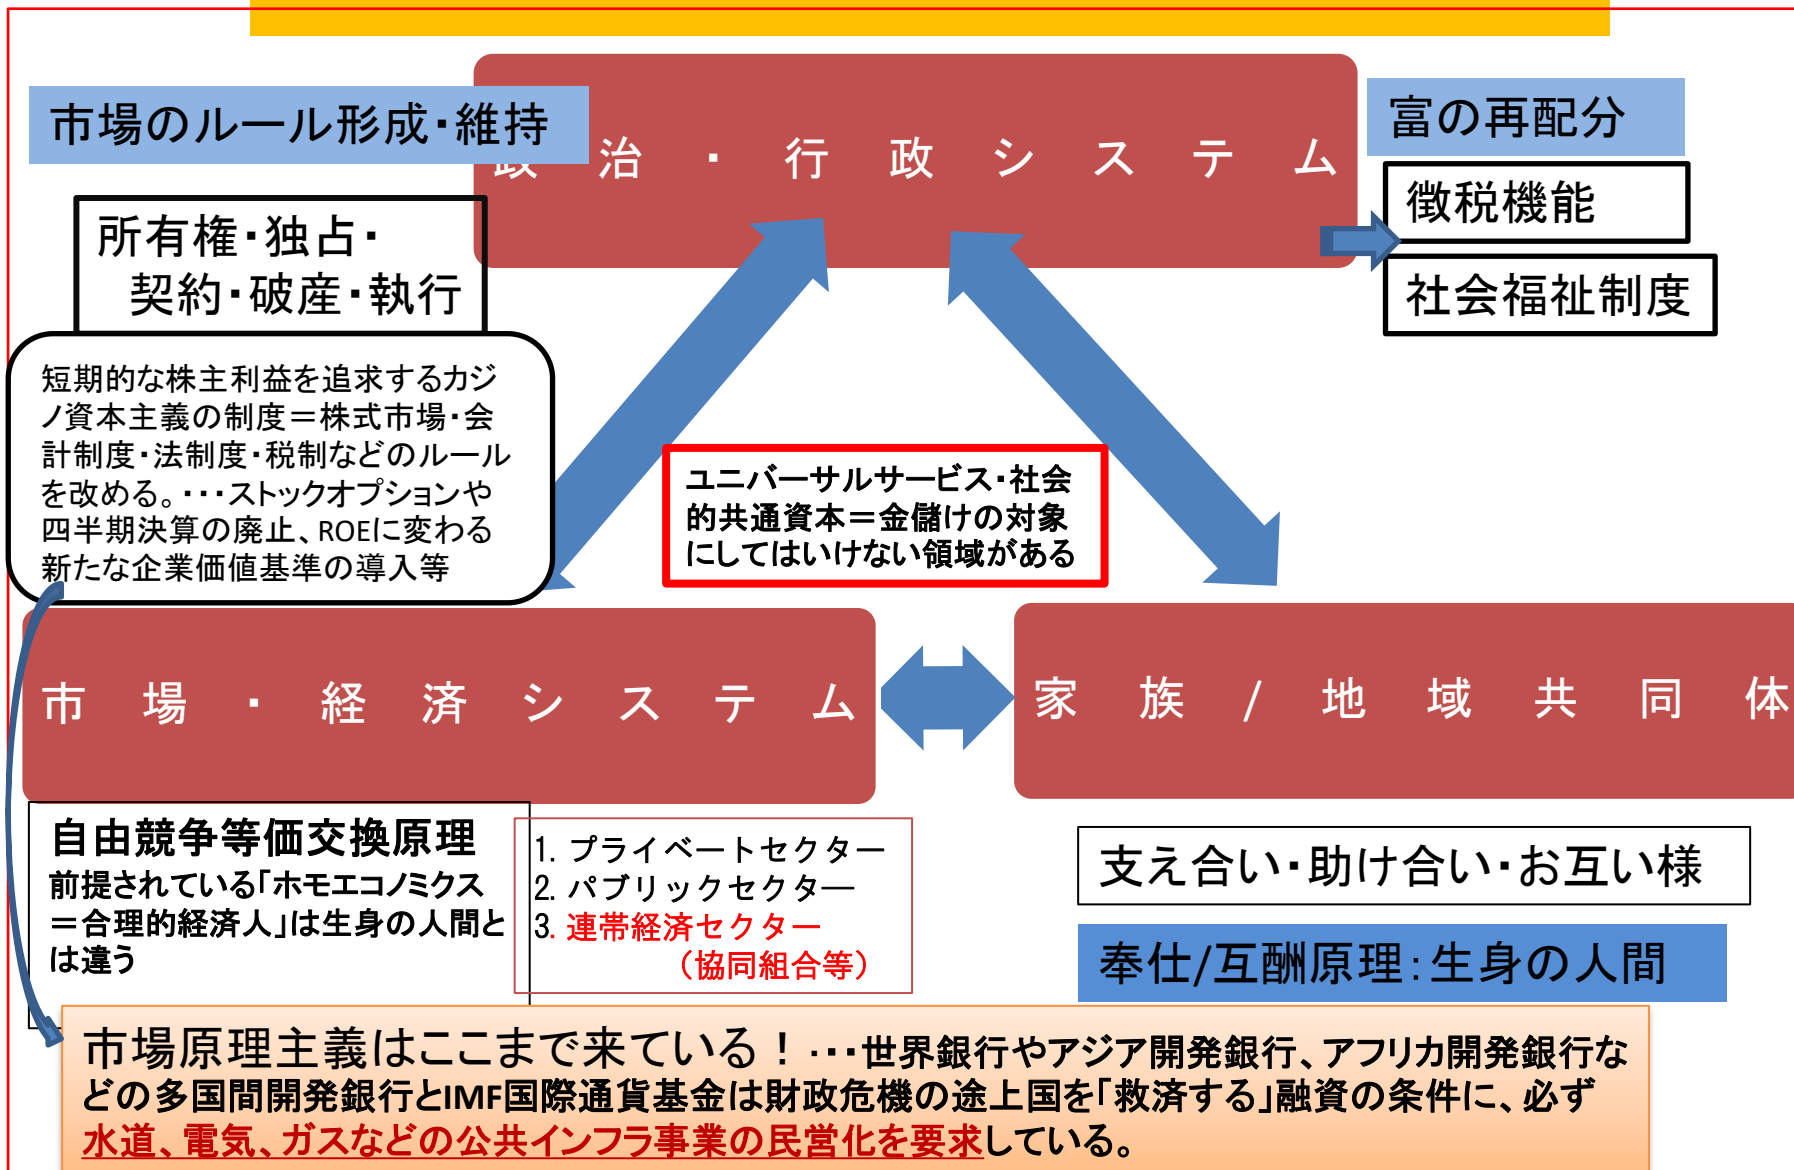 市場のルール形成・維持
政治・行政システム
富の再配分
徴税機能
社会福祉制度
所有権・独占・
契約・破産・執行
短期的な株主利益を追求するカジ
ノ資本主義の制度＝株式市場・会
計制度・法制度・税制などのルール
を改める。・・・ストックオプションや
四半期決算の廃止、ROEに変わる
新たな企業価値基準の導入等
ユニバーサルサービス・社会
的共通資本＝金儲けの対象
にしてはいけない領域がある
市場・経済システム
家族/地域共同体
自由競争等価交換原理
前提されている「ホモエコノミクス
＝合理的経済人」は生身の人間と
は違う
1. プライベートセクター
2. パブリックセクター
3. 連帯経済セクター
（協同組合等）
支え合い・助け合い・お互い様
奉仕/互酬原理：生身の人間
市場原理主義はここまで来ている！・・・世界銀行やアジア開発銀行、アフリカ開発銀行な
どの多国間開発銀行とIMF国際通貨基金は財政危機の途上国を「救済する」融資の条件に、必ず
水道、電気、ガスなどの公共インフラ事業の民営化を要求している。